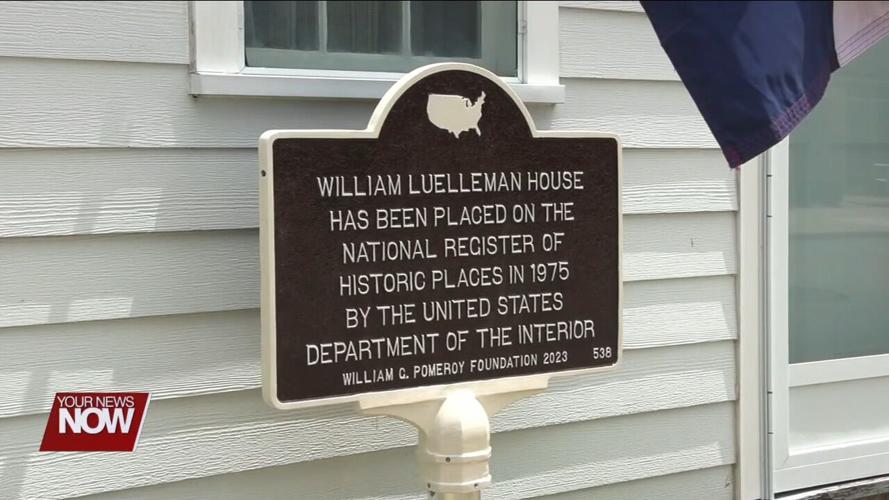 WILLIAM LUELLEMAN HOUSE
HAS BEEN PLACED ON THE
NATIONAL REGISTER OF
HISTORIC PLACES IN 1975
BY THE UNITED STATES
DEPARTMENT OF THE INTERIOR
WILLIAM G. POMEROY FOUNDATION 2023 538
YOUR NEWS
NOW